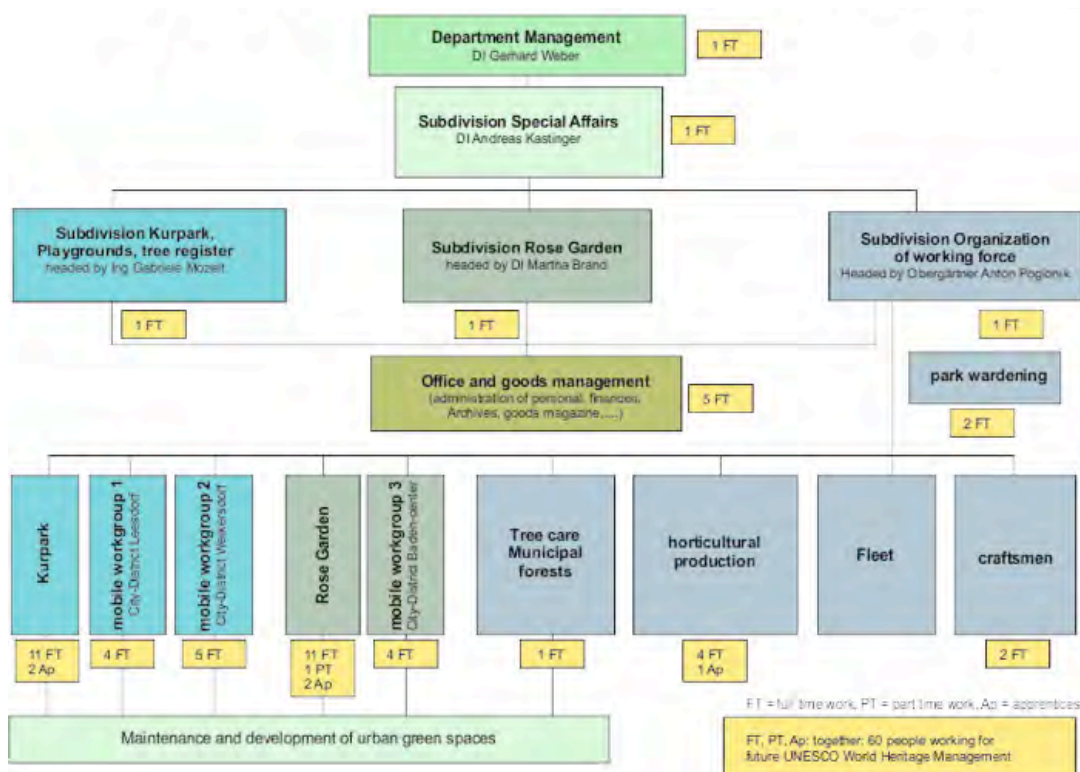 Department Management
DI Gerhard Weber
1 FT
Subdivision Special Affairs
DI Andreas Kastinger
1 FT
Subdivision Kurpark,
Playgrounds, tree register
headed by Ing Gabriele Mozelt
1 FT
Subdivision Rose Garden
headed by DI Martha Brand
1 FT
Subdivision Organization
of working force
Headed by Obergärtner Anton
1 FT
Office and goods management
(administration of personal, finances,
Archives, goods magazine, ....)
5 FT
park wardening
2 FT
Kurpark
11 FT
2 Ap
mobile workgroup 1
City-District Leesdorf
4 FT
mobile workgroup 2
City-District Weikersdorf
5 FT
Rose Garden
11 FT
1 PT
2 Ap
mobile workgroup 3
City-District Baden-center
4 FT
Tree care
Municipal
forests
1 FT
horticultural
production
4 FT
1 Ap
Fleet
craftsmen
2 FT
Maintenance and development of urban green spaces
FT = full time work, PT = part time work, Ap = apprentices
FT, PT, Ap: together: 60 people working for
future UNESCO World Heritage Management